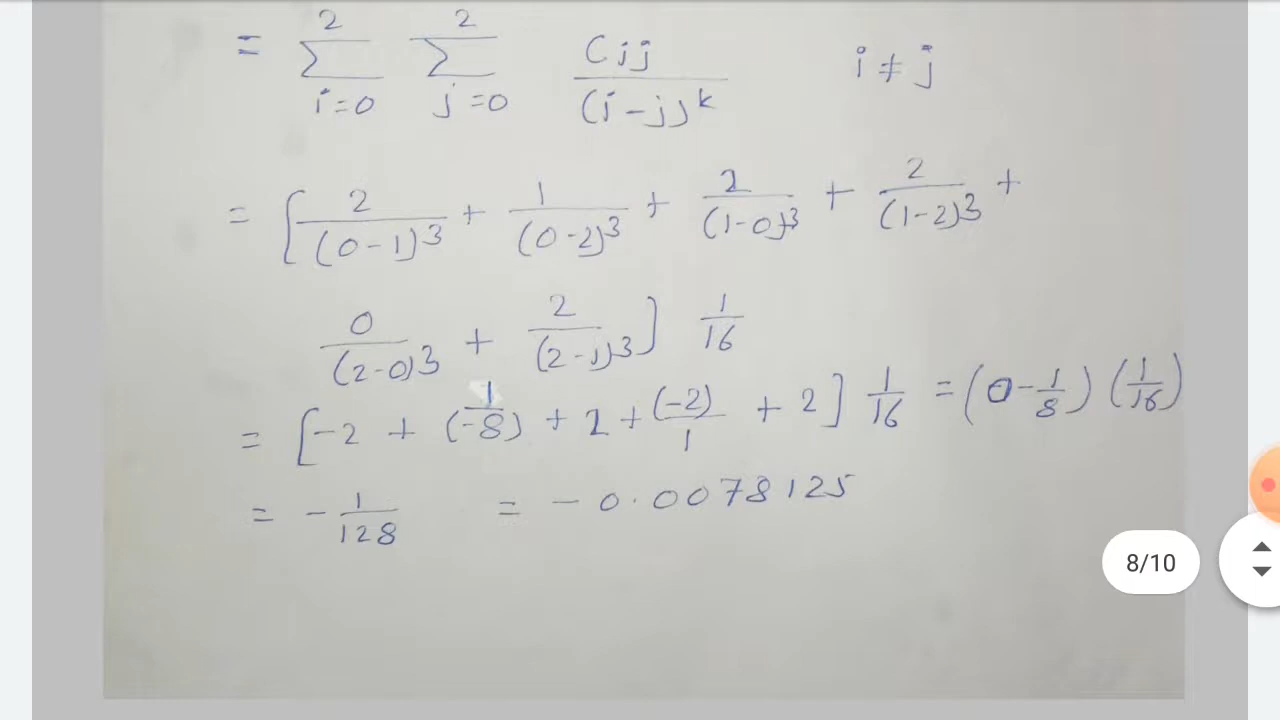 = 2∑i=0 2∑j=0 Cij/(i-j)^k i ≠ j
= [2/(0-1)^3 + 1/(0-2)^3 + 2/(1-0)^3 + 2/(1-2)^3 +
0/(2-0)^3 + 2/(2-1)^3] 1/16
= [-2 + 1/(-8) + 2 + (-2)/1 + 2] 1/16 = (0-1/8)(1/16)
= -1/128 = -0.0078125
8/10